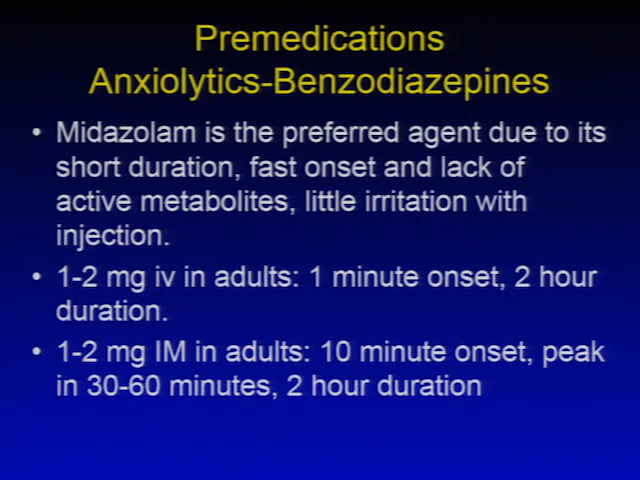 Premedications
Anxiolytics-Benzodiazepines
• Midazolam is the preferred agent due to its
short duration, fast onset and lack of
active metabolites, little irritation with
injection.
• 1-2 mg iv in adults: 1 minute onset, 2 hour
duration.
• 1-2 mg IM in adults: 10 minute onset, peak
in 30-60 minutes, 2 hour duration